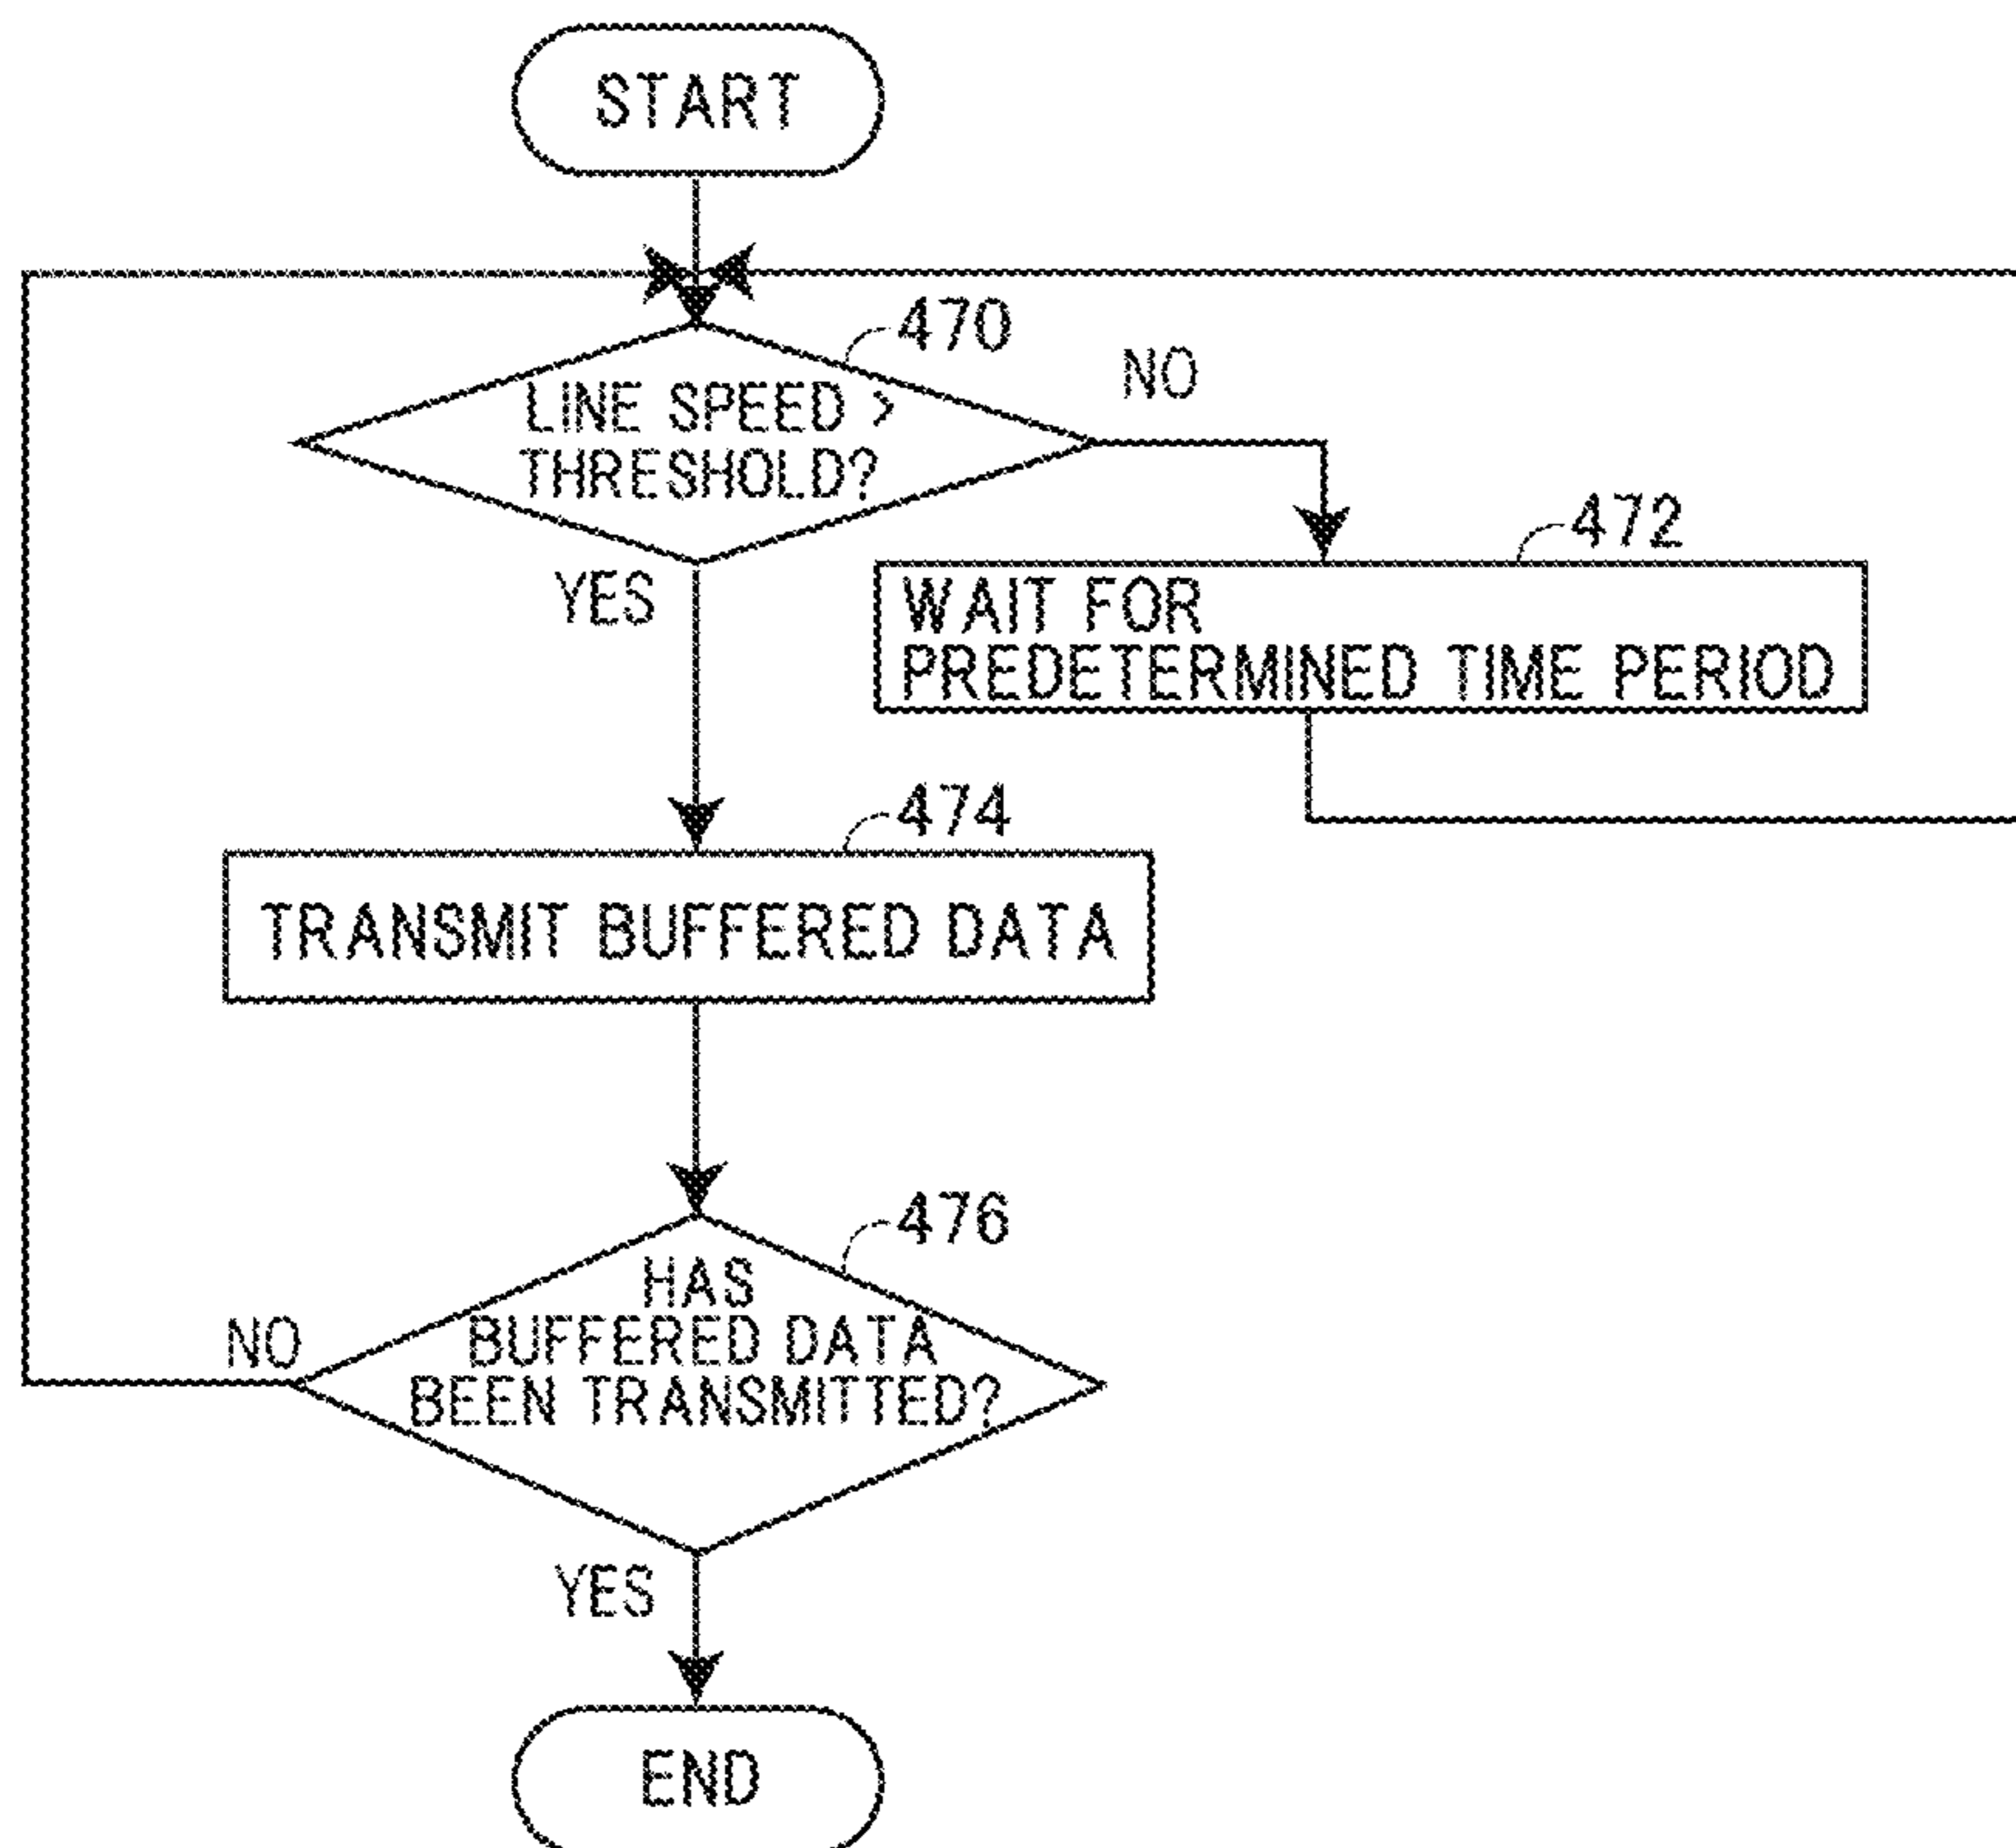 START
470
LINE SPEED >
THRESHOLD?
NO
YES
472
WAIT FOR
PREDETERMINED TIME PERIOD
474
TRANSMIT BUFFERED DATA
476
HAS
BUFFERED DATA
BEEN TRANSMITTED?
NO
YES
END